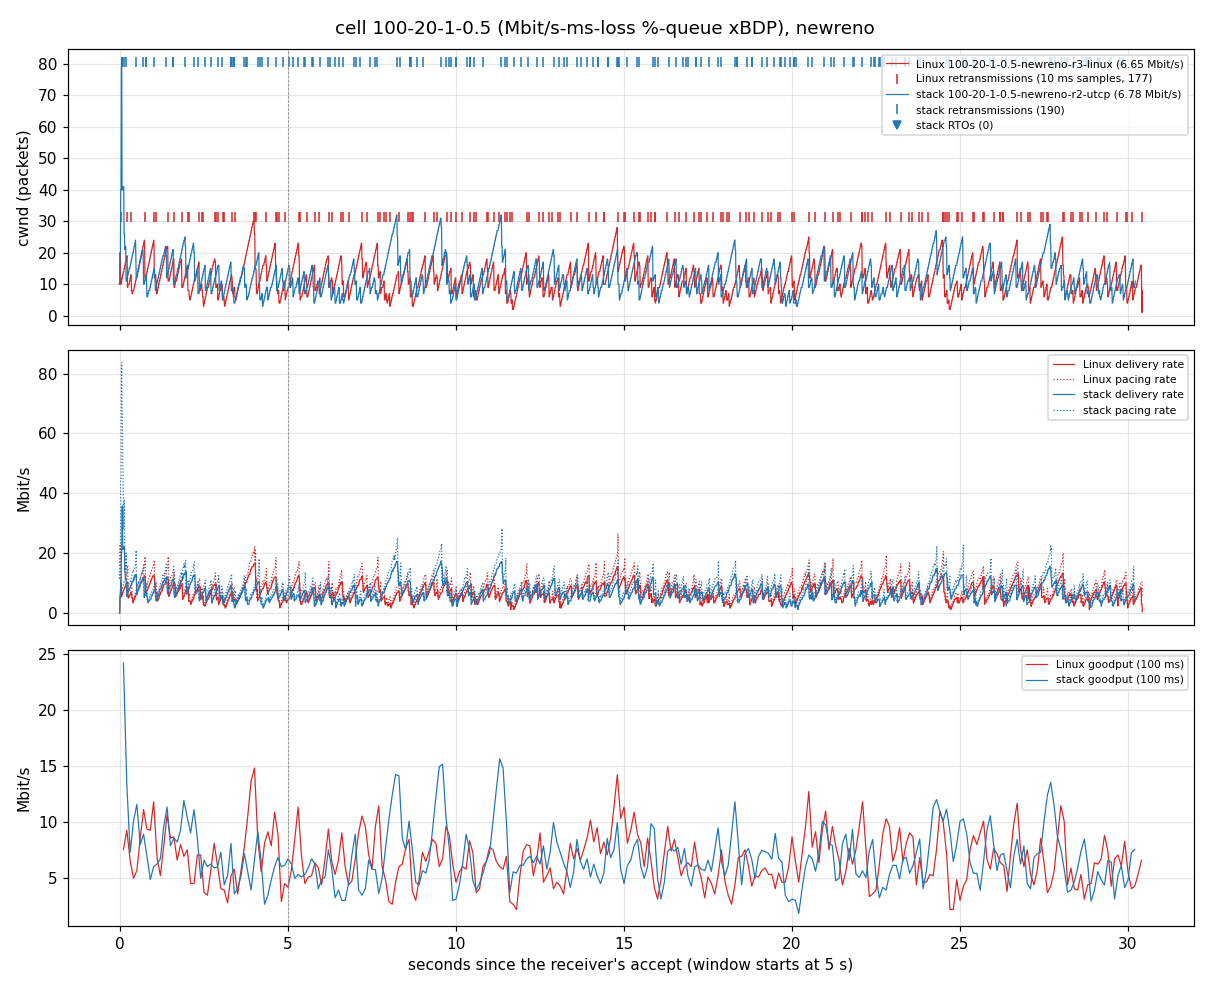 cell 100-20-1-0.5 (Mbit/s-ms-loss %-queue xBDP), newreno
cwnd (packets)
80
70
60
50
40
30
20
10
0
Linux 100-20-1-0.5-newreno-r3-linux (6.65 Mbit/s)
Linux retransmissions (10 ms samples, 177)
stack 100-20-1-0.5-newreno-r2-utcp (6.78 Mbit/s)
stack retransmissions (190)
stack RTOs (0)
Mbit/s
80
60
40
20
0
Linux delivery rate
Linux pacing rate
stack delivery rate
stack pacing rate
Mbit/s
25
20
15
10
5
Linux goodput (100 ms)
stack goodput (100 ms)
0 5 10 15 20 25 30
seconds since the receiver's accept (window starts at 5 s)